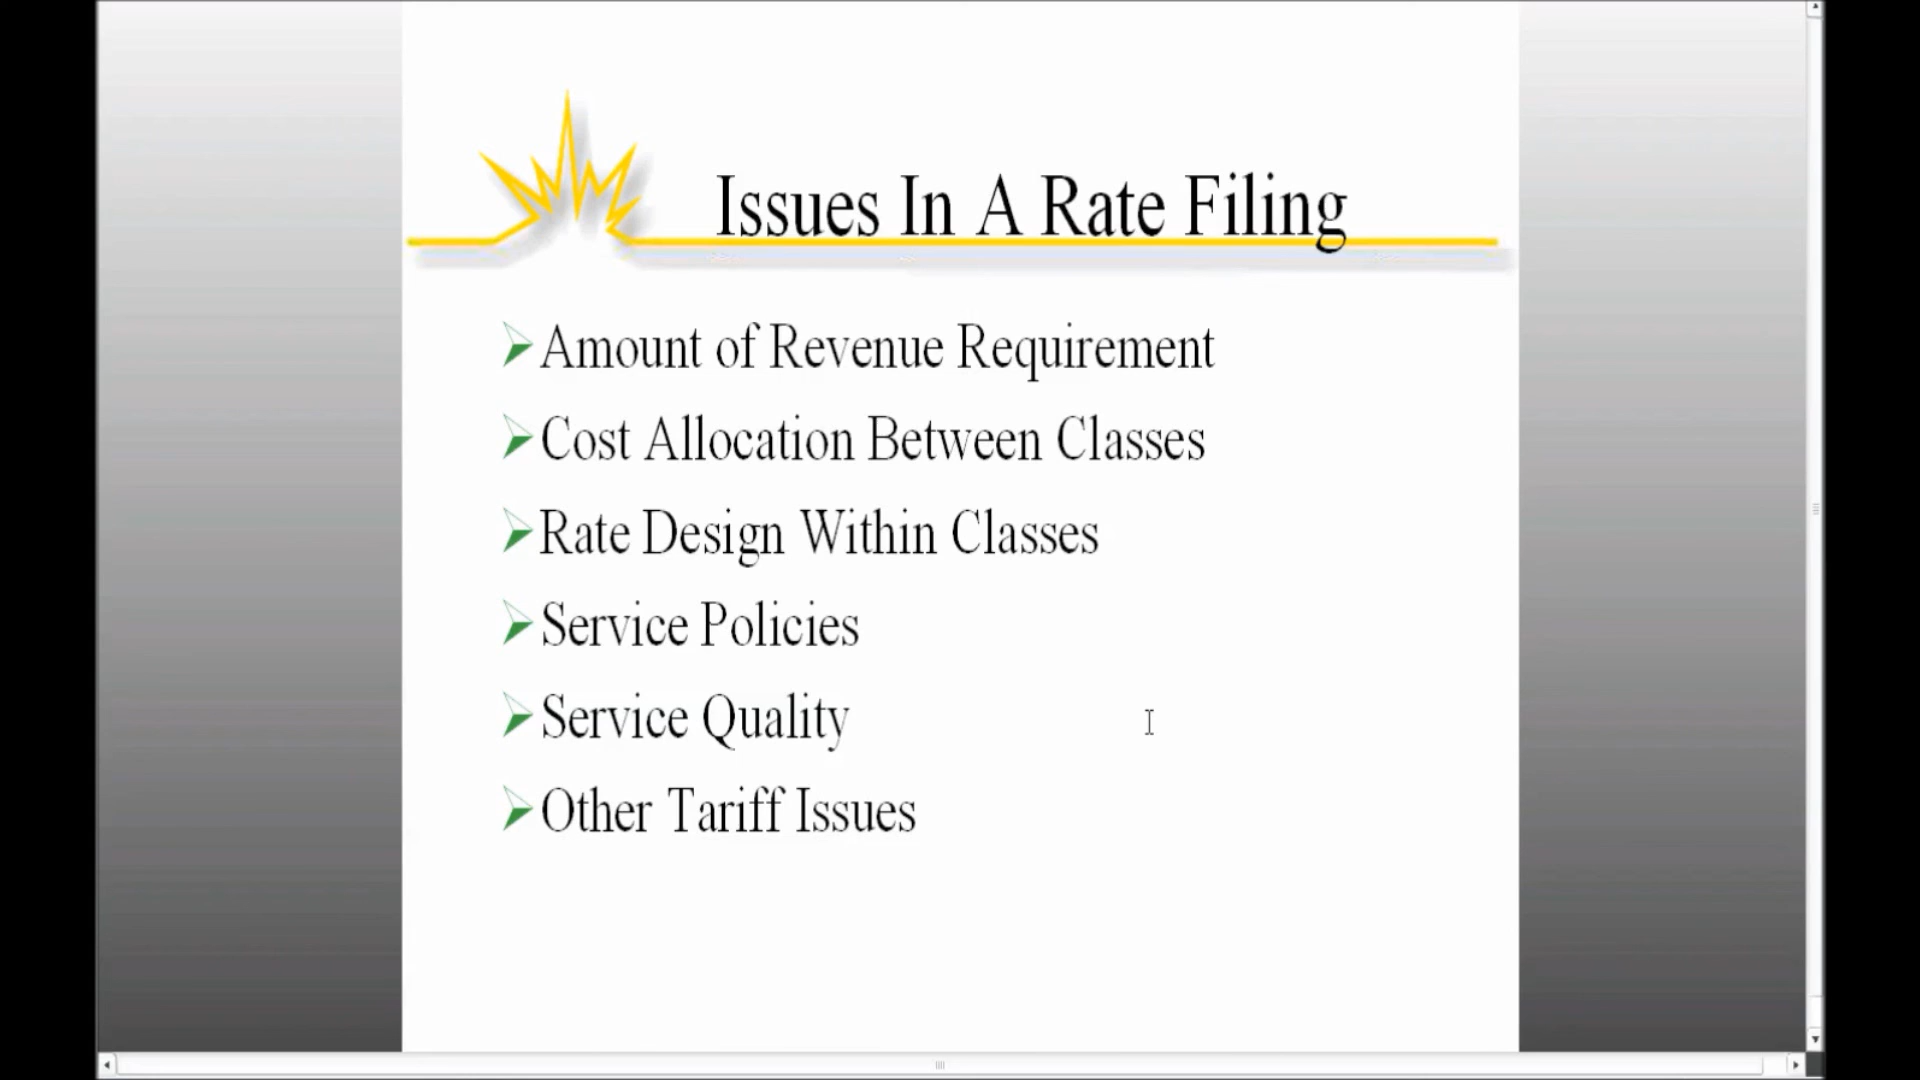 Issues In A Rate Filing
Amount of Revenue Requirement
Cost Allocation Between Classes
Rate Design Within Classes
Service Policies
Service Quality
Other Tariff Issues